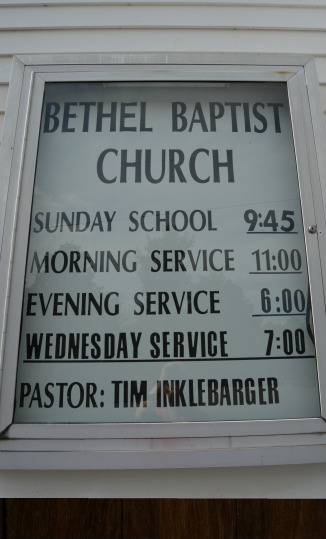 BETHEL BAPTIST
CHURCH
SUNDAY SCHOOL 9:45
MORNING SERVICE 11:00
EVENING SERVICE 6:00
WEDNESDAY SERVICE 7:00
PASTOR: TIM INKLEBARGER